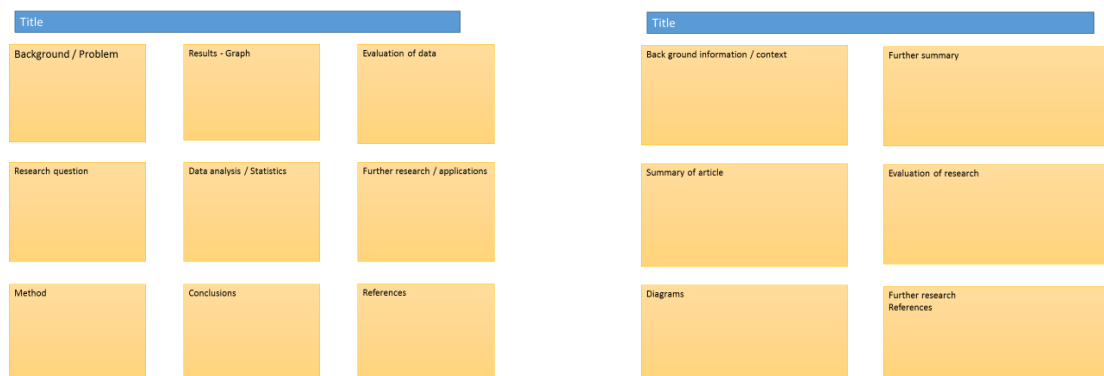 Title
Background / Problem
Results - Graph
Evaluation of data
Research question
Data analysis / Statistics
Further research / applications
Method
Conclusions
References
Title
Back ground information / context
Further summary
Summary of article
Evaluation of research
Diagrams
Further research
References